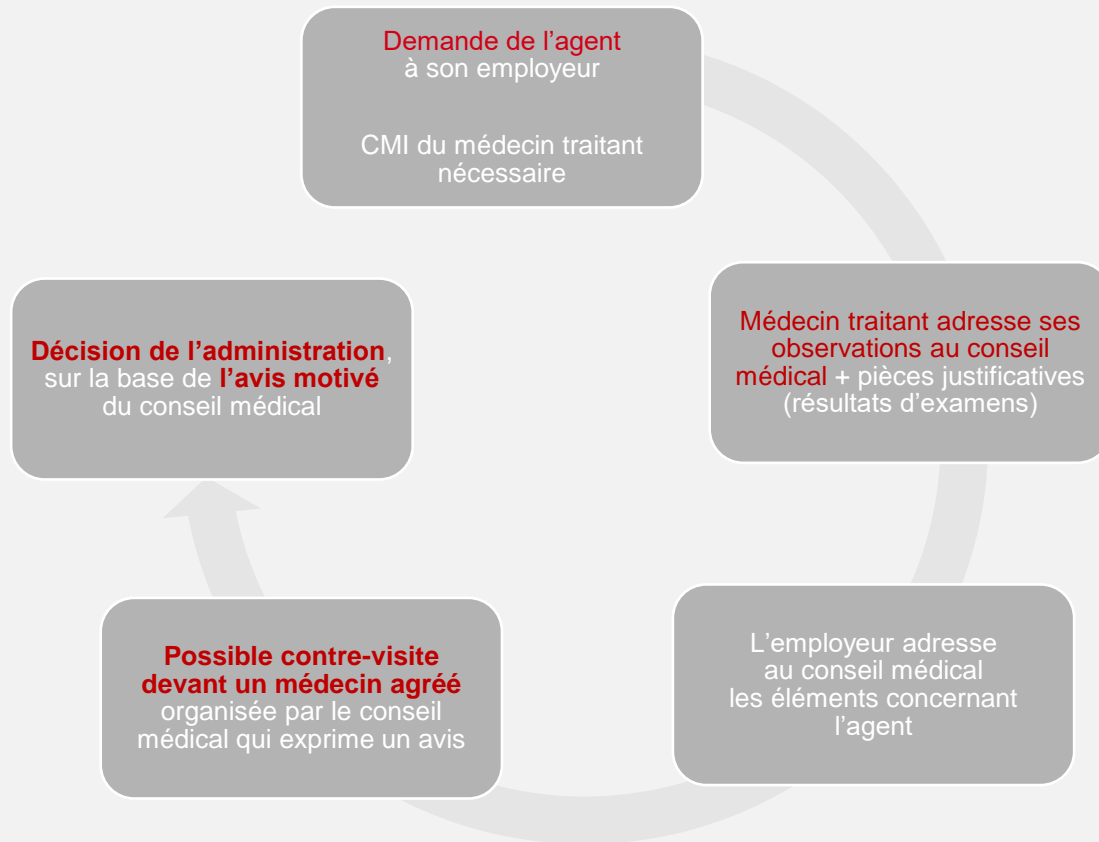 Demande de l’agent
à son employeur
CMI du médecin traitant
nécessaire
Médecin traitant adresse ses
observations au conseil
médical + pièces justificatives
(résultats d’examens)
L’employeur adresse
au conseil médical
les éléments concernant
l’agent
Possible contre-visite
devant un médecin agréé
organisée par le conseil
médical qui exprime un avis
Décision de l’administration,
sur la base de l’avis motivé
du conseil médical